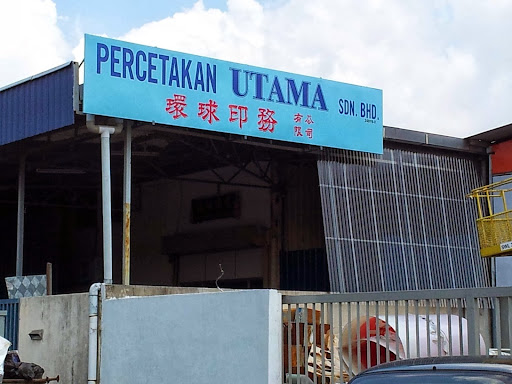 PERCETAKAN UTAMA SDN. BHD.
環球印務 有限公司